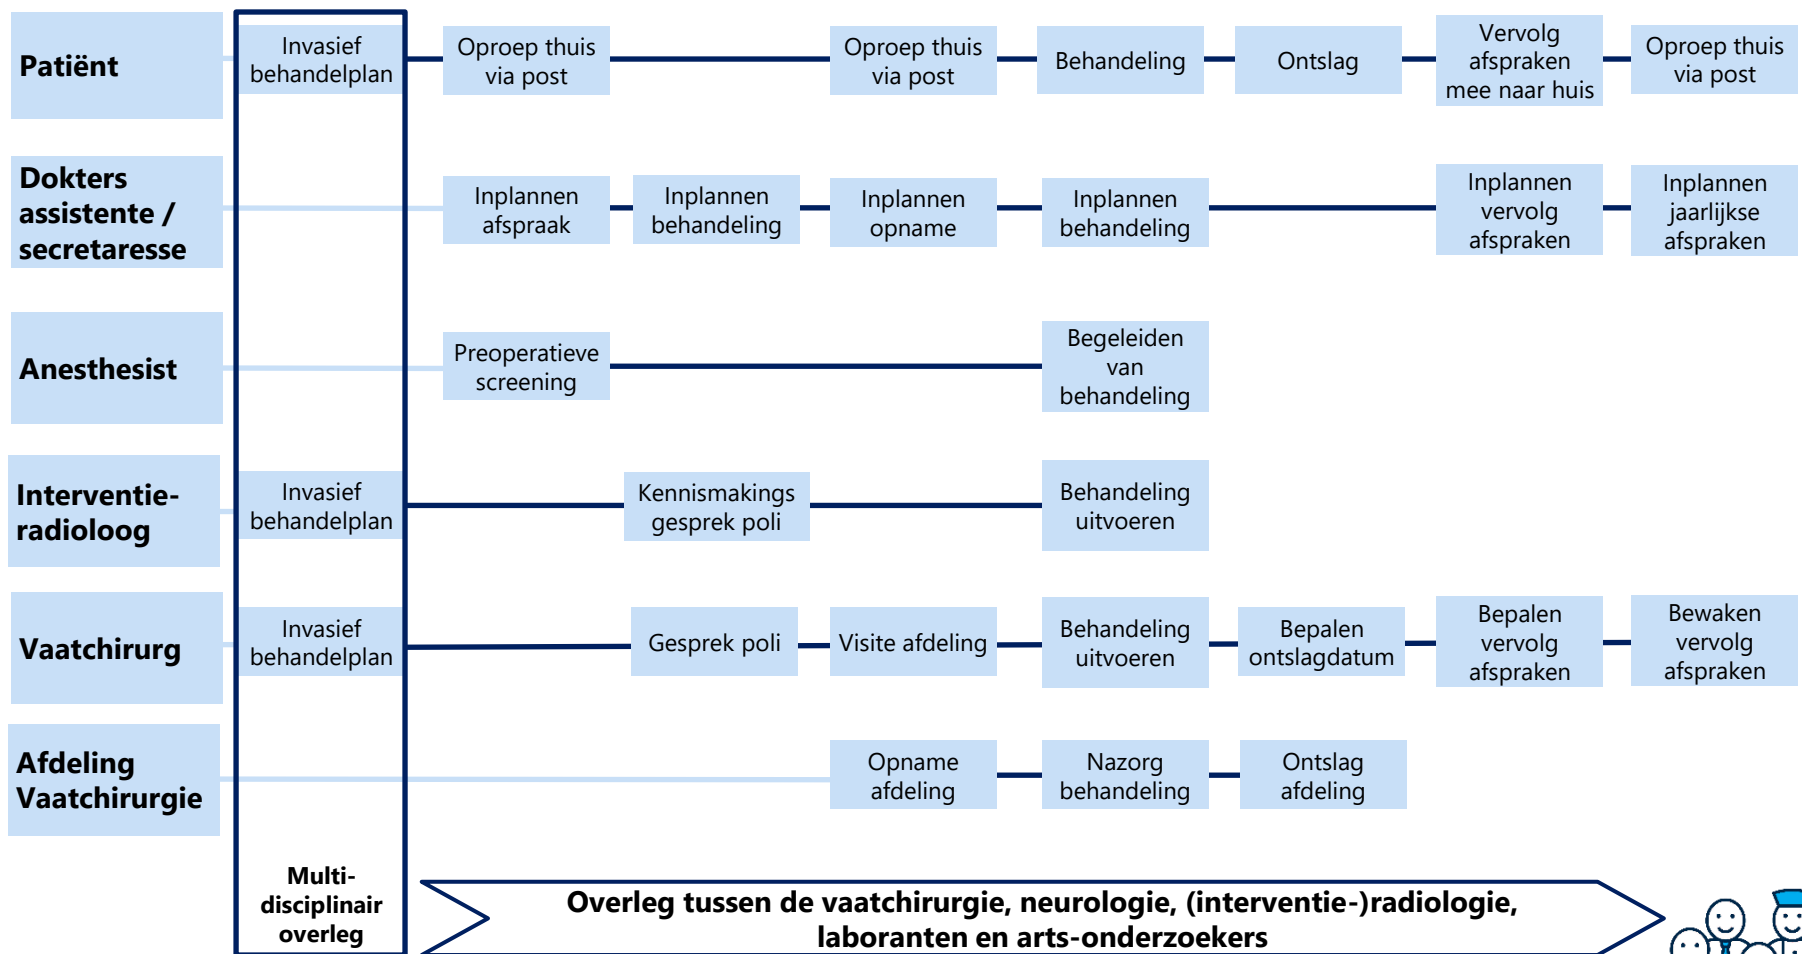 Patiënt
Invasief
behandelplan
Oproep thuis
via post
Oproep thuis
via post
Behandeling
Ontslag
Vervolg
afspraken
mee naar huis
Oproep thuis
via post
Dokters
assistente /
secretaresse
Inplannen
afspraak
Inplannen
behandeling
Inplannen
opname
Inplannen
behandeling
Inplannen
vervolg
afspraken
Inplannen
jaarlijkse
afspraken
Anesthesist
Preoperatieve
screening
Begeleiden
van
behandeling
Interventie-
radioloog
Invasief
behandelplan
Kennismakings
gesprek poli
Behandeling
uitvoeren
Vaatchirurg
Invasief
behandelplan
Gesprek poli
Visite afdeling
Behandeling
uitvoeren
Bepalen
ontslagdatum
Bepalen
vervolg
afspraken
Bewaken
vervolg
afspraken
Afdeling
Vaatchirurgie
Opname
afdeling
Nazorg
behandeling
Ontslag
afdeling
Multi-
disciplinair
overleg
Overleg tussen de vaatchirurgie, neurologie, (interventie-)radiologie,
laboranten en arts-onderzoekers